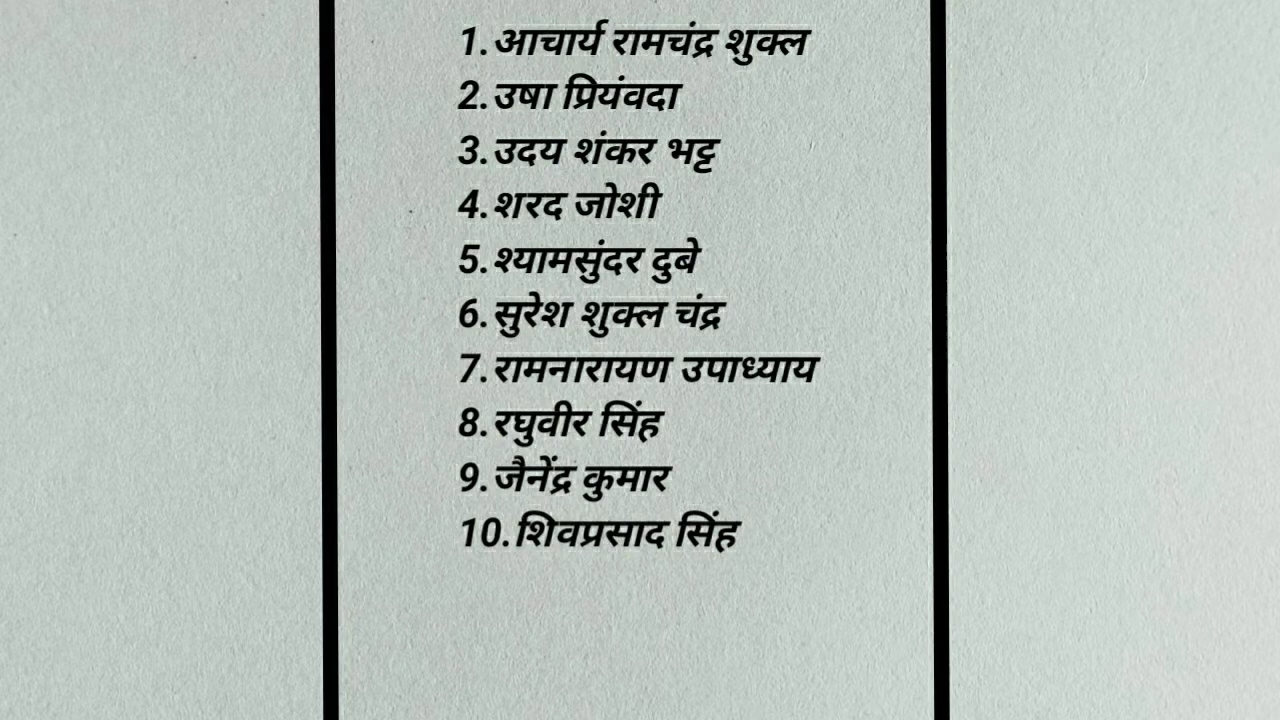 1. आचार्य रामचंद्र शुक्ल
2. उषा प्रियंवदा
3. उदय शंकर भट्ट
4. शरद जोशी
5. श्यामसुंदर दुबे
6. सुरेश शुक्ल चंद्र
7. रामनारायण उपाध्याय
8. रघुवीर सिंह
9. जैनेंद्र कुमार
10. शिवप्रसाद सिंह